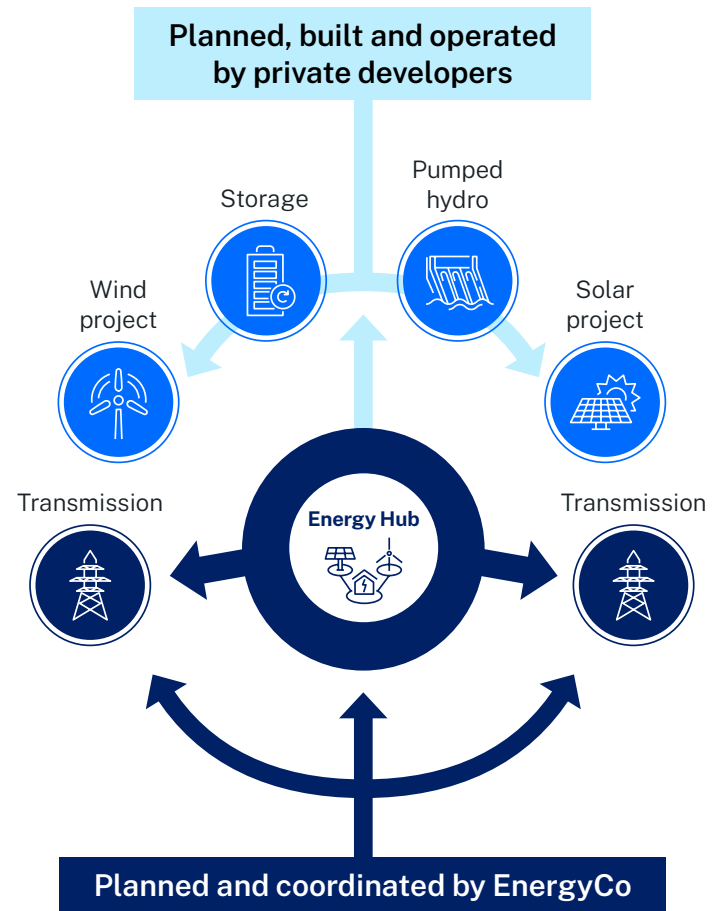 Planned, built and operated
by private developers
Pumped
hydro
Storage
Wind
project
Solar
project
Transmission
Transmission
Energy Hub
Planned and coordinated by EnergyCo